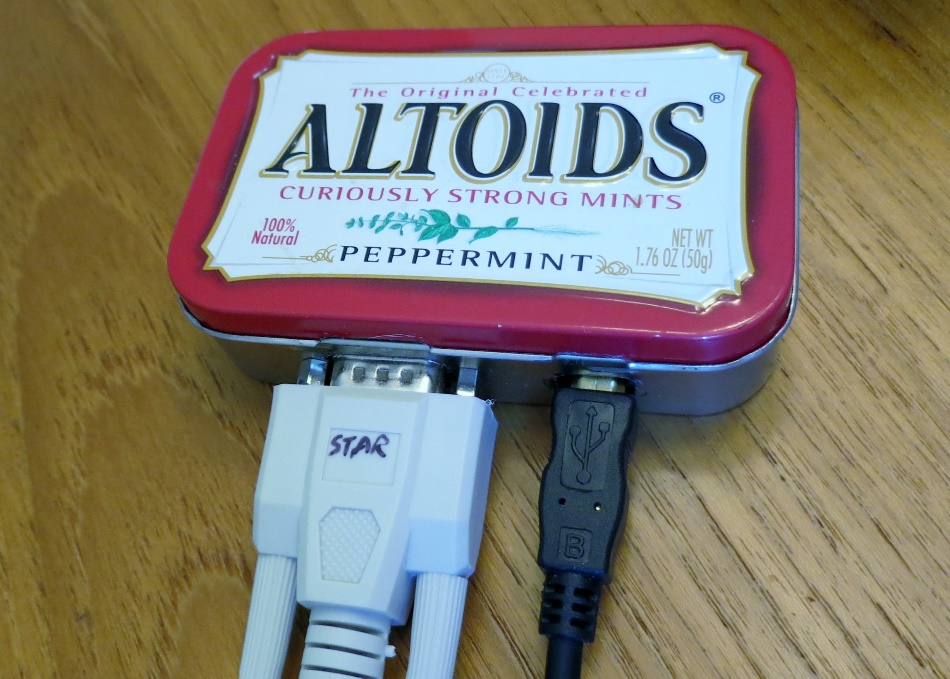 The Original Celebrated
ALTOIDS®
CURIOUSLY STRONG MINTS
100%
Natural
PEPPERMINT
NET WT
1.76 OZ (50g)
STAR
B